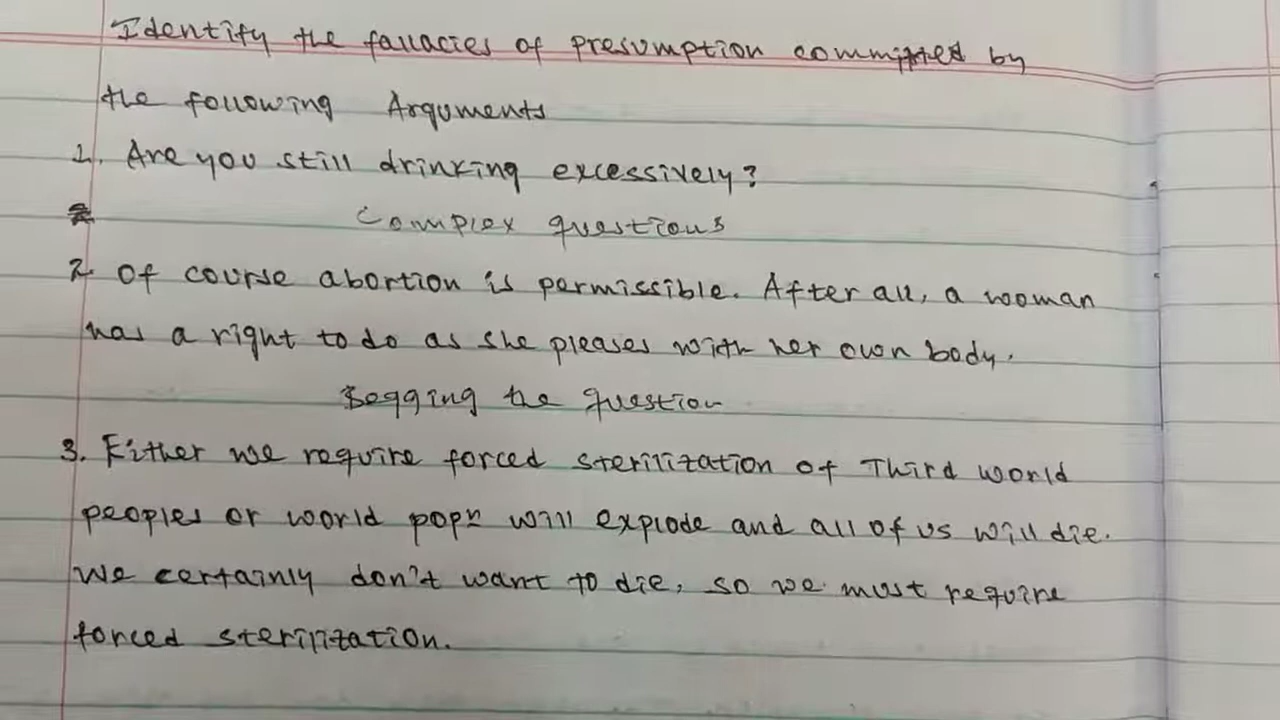 Identify the fallacies of presumption committed by
the following Arguments
1. Are you still drinking excessively?
Complex questions
2. Of course abortion is permissible. After all, a wooman
has a right to do as she pleases with her own body.
Begging the question
3. Either we require forced sterilization of Third world
peoples or world popn will explode and all of us will die.
We certainly don't want to die, so we must require
forced sterilization.